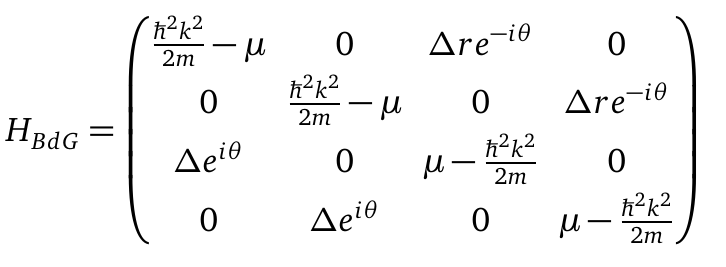 H_{BdG} = \begin{pmatrix} \frac{\hbar^2 k^2}{2m} - \mu & 0 & \Delta r e^{-i\theta} & 0 \\
0 & \frac{\hbar^2 k^2}{2m} - \mu & 0 & \Delta r e^{-i\theta} \\
\Delta e^{i\theta} & 0 & \mu - \frac{\hbar^2 k^2}{2m} & 0 \\
0 & \Delta e^{i\theta} & 0 & \mu - \frac{\hbar^2 k^2}{2m} \end{pmatrix}